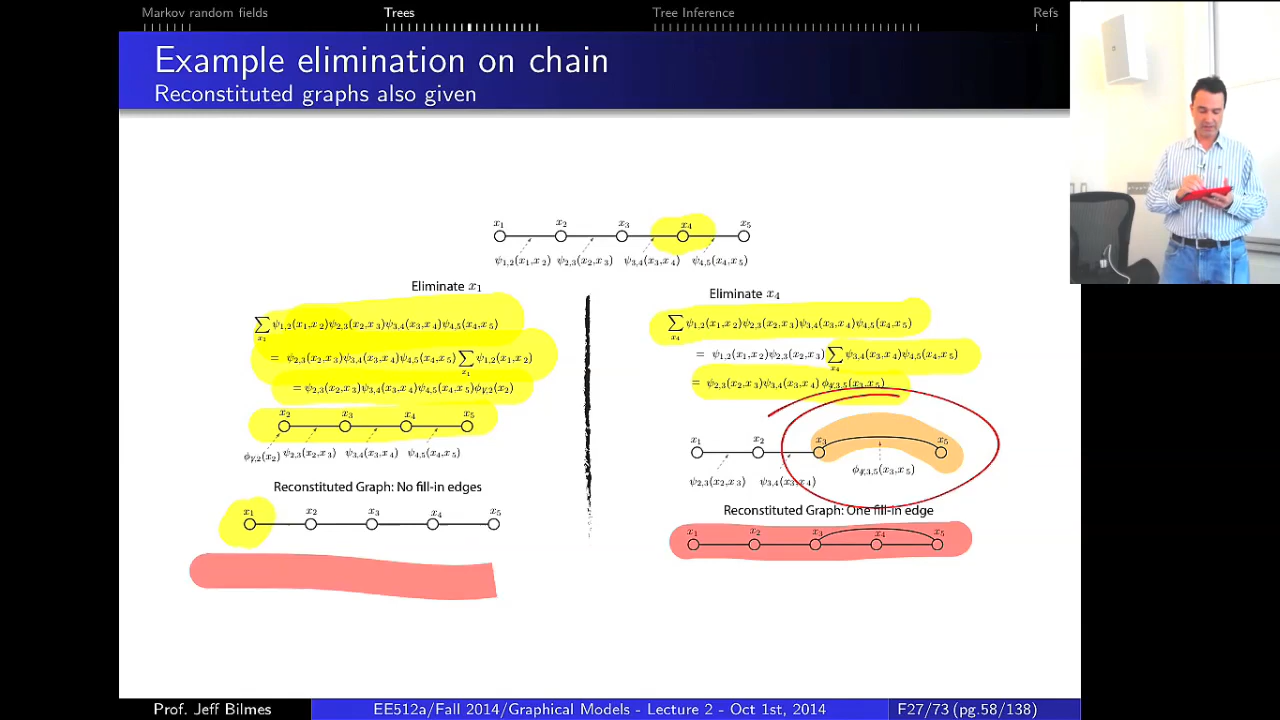 Markov random fields Trees Tree Inference Refs
Example elimination on chain
Reconstituted graphs also given
x₁ x₂ x₃ x₄ x₅
ψ₁,₂(x₁,x₂) ψ₂,₃(x₂,x₃) ψ₃,₄(x₃,x₄) ψ₄,₅(x₄,x₅)
Eliminate x₁
∑ψ₁,₂(x₁,x₂)ψ₂,₃(x₂,x₃)ψ₃,₄(x₃,x₄)ψ₄,₅(x₄,x₅)
= ψ₂,₃(x₂,x₃)ψ₃,₄(x₃,x₄)ψ₄,₅(x₄,x₅)∑ψ₁,₂(x₁,x₂)
x₁
= ψ₂,₃(x₂,x₃)ψ₃,₄(x₃,x₄)ψ₄,₅(x₄,x₅)ϕ₁̸,₂(x₂)
x₂ x₃ x₄ x₅
ϕ₁̸,₂(x₂) ψ₂,₃(x₂,x₃) ψ₃,₄(x₃,x₄) ψ₄,₅(x₄,x₅)
Reconstituted Graph: No fill-in edges
x₁ x₂ x₃ x₄ x₅
Eliminate x₄
∑ψ₁,₂(x₁,x₂)ψ₂,₃(x₂,x₃)ψ₃,₄(x₃,x₄)ψ₄,₅(x₄,x₅)
x₄
= ψ₁,₂(x₁,x₂)ψ₂,₃(x₂,x₃)∑ψ₃,₄(x₃,x₄)ψ₄,₅(x₄,x₅)
x₄
= ψ₂,₃(x₂,x₃)ψ₃,₄(x₃,x₄)ϕ₄̸,₃,₅(x₃,x₅)
x₁ x₂ x₃ x₅
ψ₂,₃(x₂,x₃) ψ₃,₄(x₃,x₄) ϕ₄̸,₃,₅(x₃,x₅)
Reconstituted Graph: One fill-in edge
x₁ x₂ x₃ x₄ x₅
Prof. Jeff Bilmes EE512a/Fall 2014/Graphical Models - Lecture 2 - Oct 1st, 2014 F27/73 (pg.58/138)